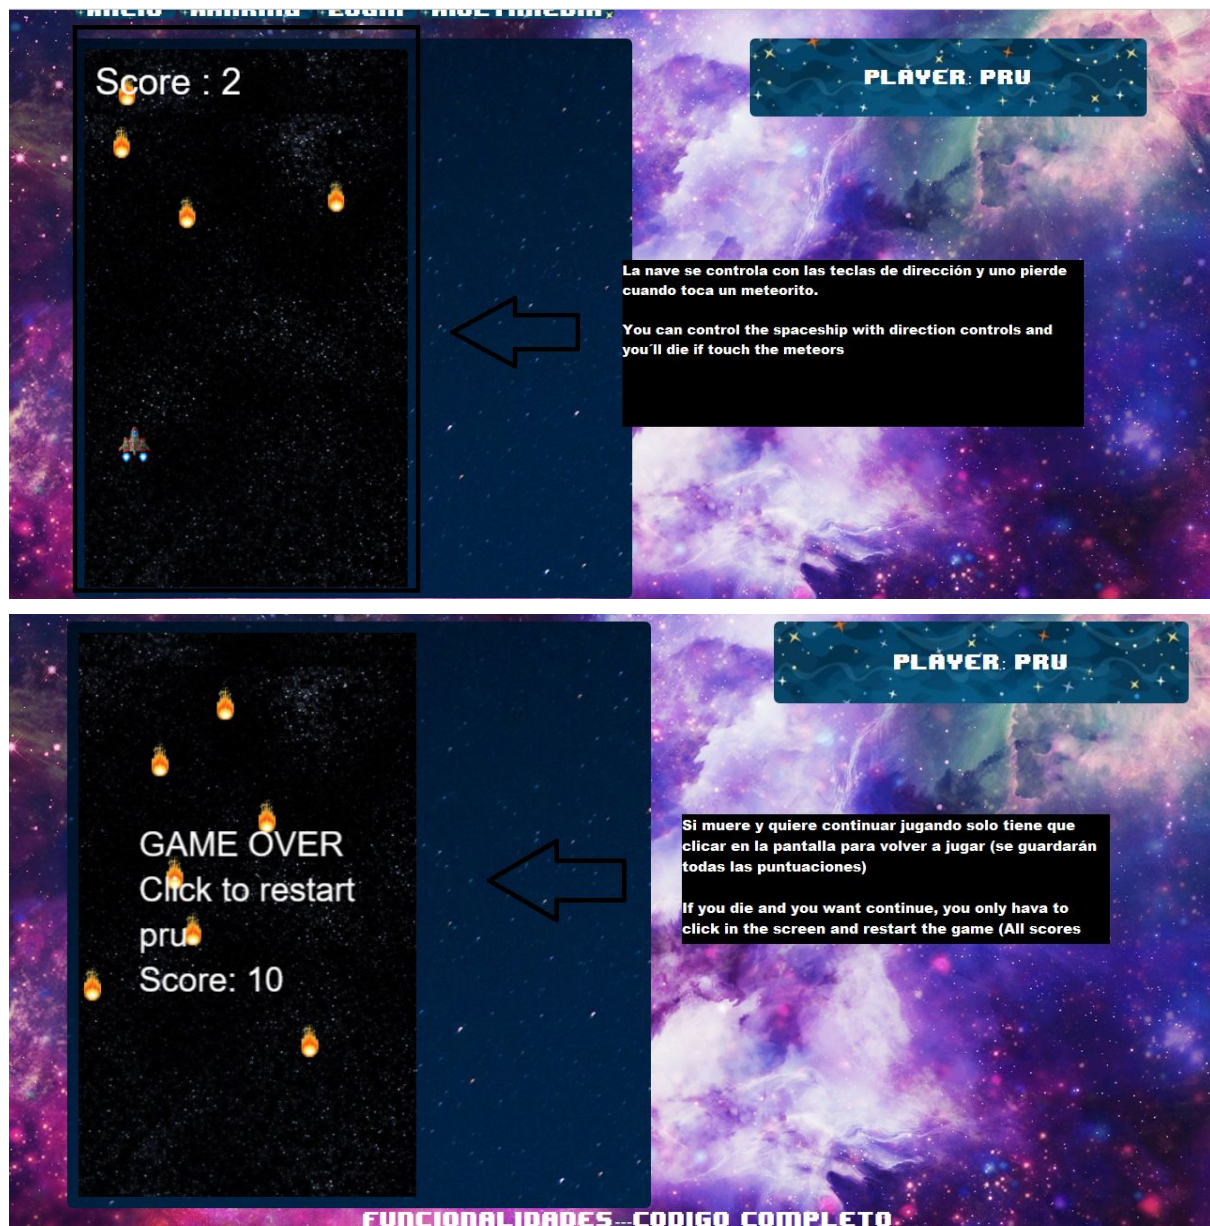 INICIO RANKING LOGIN MULTIMEDIA
Score : 2
PLAYER: PRU
La nave se controla con las teclas de dirección y uno pierde
cuando toca un meteorito.
You can control the spaceship with direction controls and
you´ll die if touch the meteors
PLAYER: PRU
GAME OVER
Click to restart
pru
Score: 10
Si muere y quiere continuar jugando solo tiene que
clicar en la pantalla para volver a jugar (se guardarán
todas las puntuaciones)
If you die and you want continue, you only hava to
click in the screen and restart the game (All scores
FUNCIONALIDADES---CODIGO COMPLETO